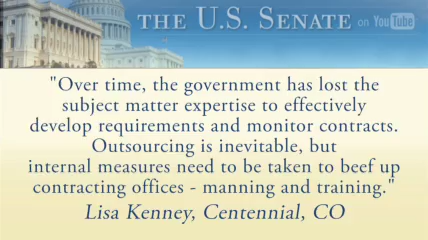 THE U.S. SENATE on YouTube
"Over time, the government has lost the
subject matter expertise to effectively
develop requirements and monitor contracts.
Outsourcing is inevitable, but
internal measures need to be taken to beef up
contracting offices - manning and training."
Lisa Kenney, Centennial, CO